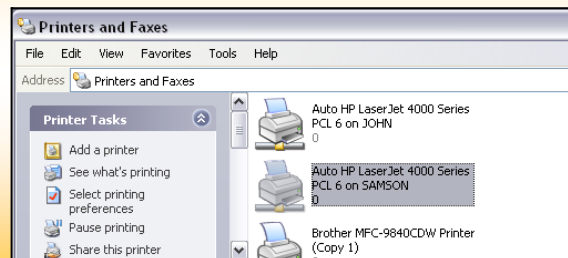 Printers and Faxes
File Edit View Favorites Tools Help
Address Printers and Faxes
Printer Tasks
Add a printer
See what's printing
Select printing
preferences
Pause printing
Share this printer
Auto HP LaserJet 4000 Series
PCL 6 on JOHN
0
Auto HP LaserJet 4000 Series
PCL 6 on SAMSON
0
Brother MFC-9840CDW Printer
(Copy 1)